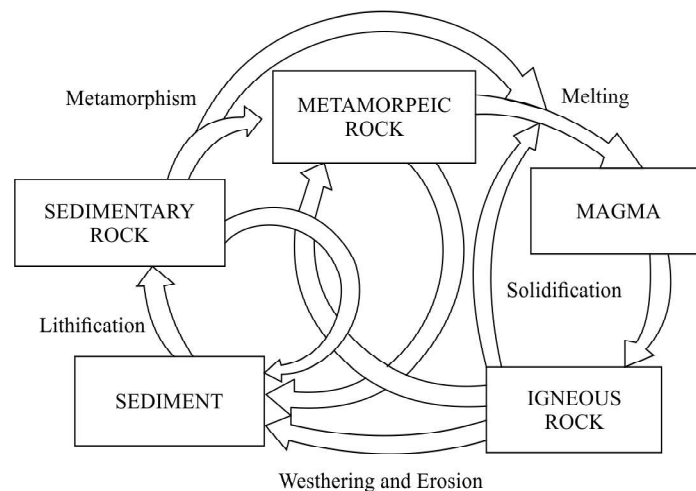 Metamorphism
METAMORPEIC
ROCK
Melting
SEDIMENTARY
ROCK
MAGMA
Solidification
Lithification
SEDIMENT
IGNEOUS
ROCK
Westhering and Erosion